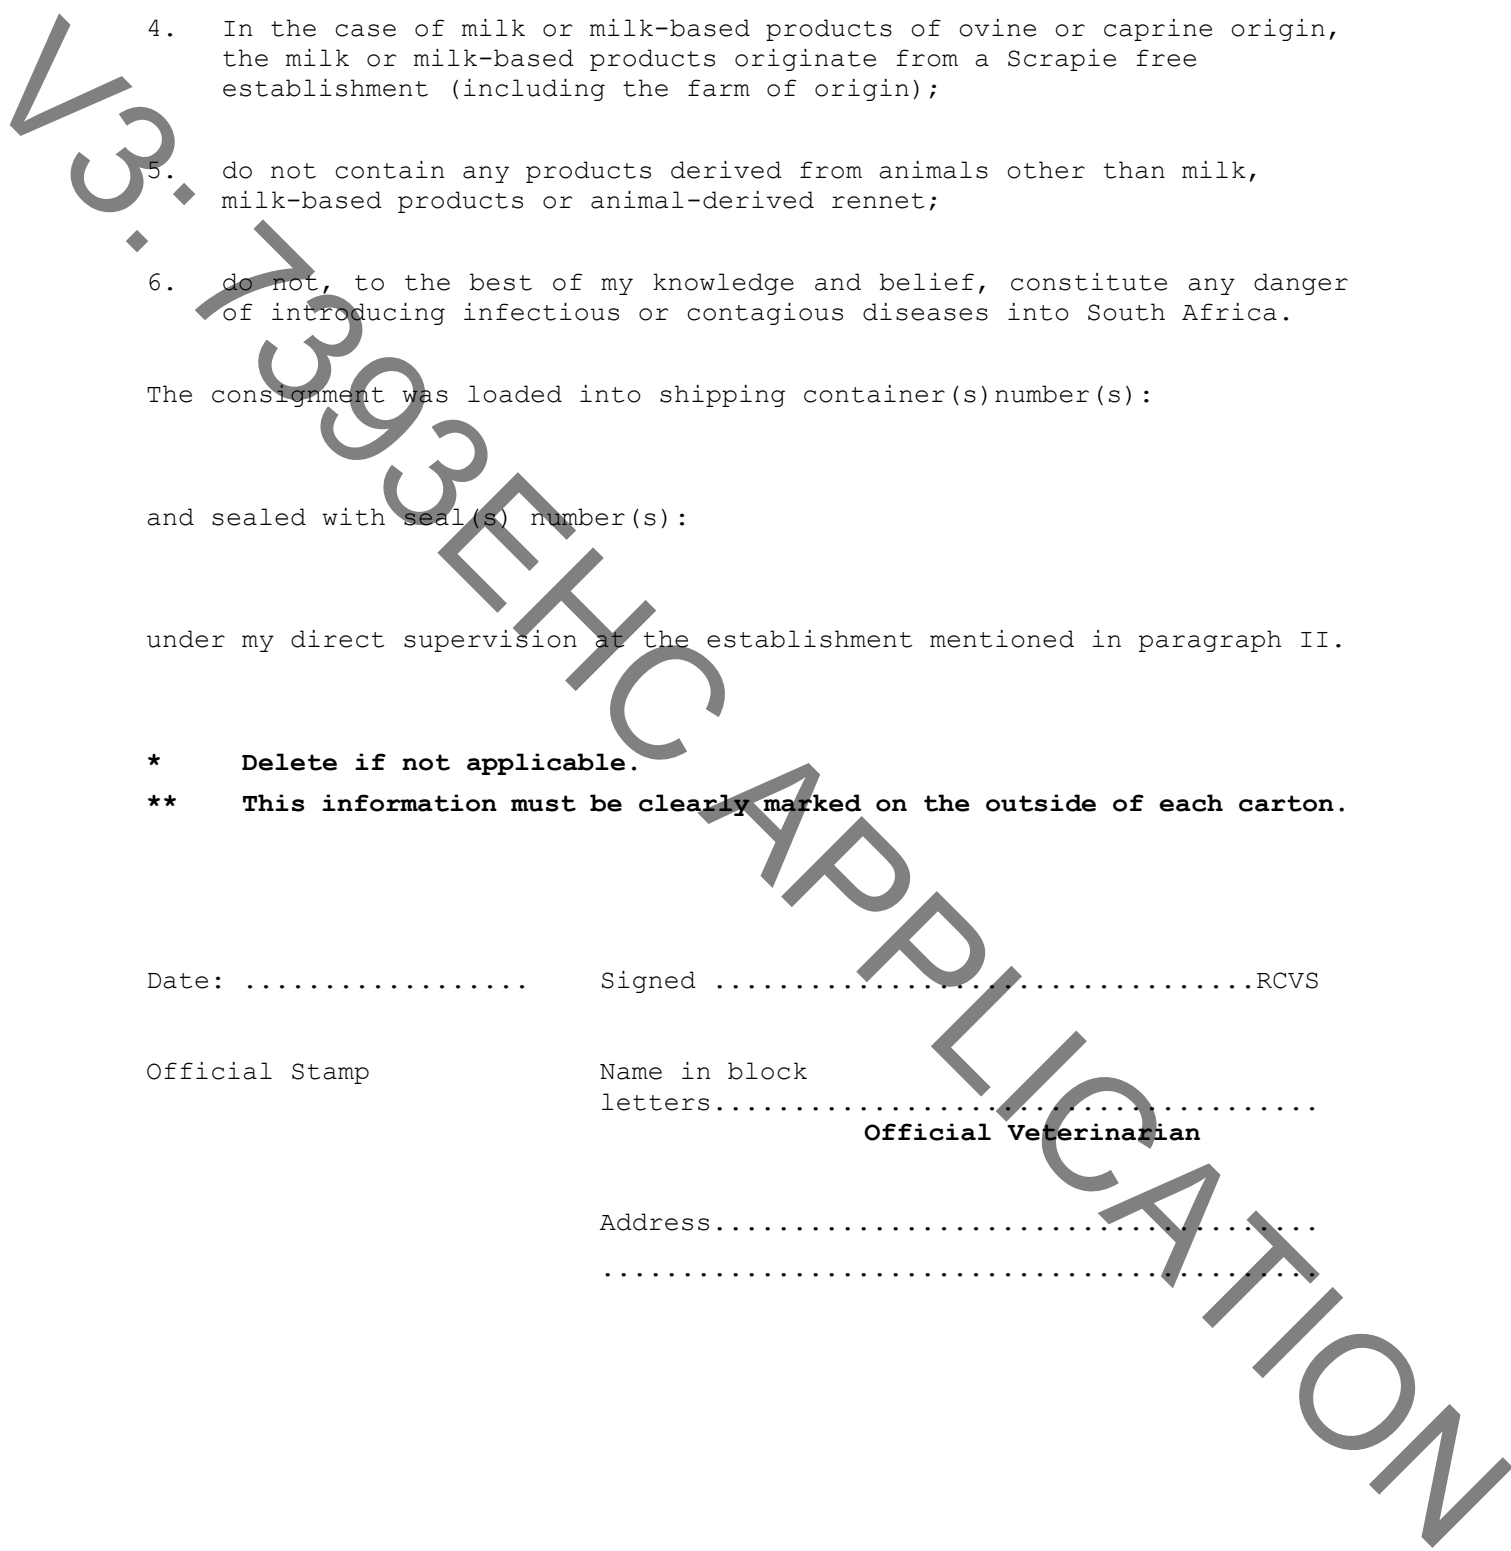 4. In the case of milk or milk-based products of ovine or caprine origin,
the milk or milk-based products originate from a Scrapie free
establishment (including the farm of origin);
5. do not contain any products derived from animals other than milk,
milk-based products or animal-derived rennet;
6. do not, to the best of my knowledge and belief, constitute any danger
of introducing infectious or contagious diseases into South Africa.
The consignment was loaded into shipping container(s)number(s):
and sealed with seal(s) number(s):
under my direct supervision at the establishment mentioned in paragraph II.
* Delete if not applicable.
** This information must be clearly marked on the outside of each carton.
Date: .................. Signed ..................................RCVS
Official Stamp Name in block
letters......................................
Official Veterinarian
Address......................................
.............................................
V3: 7393EHC APPLICATION